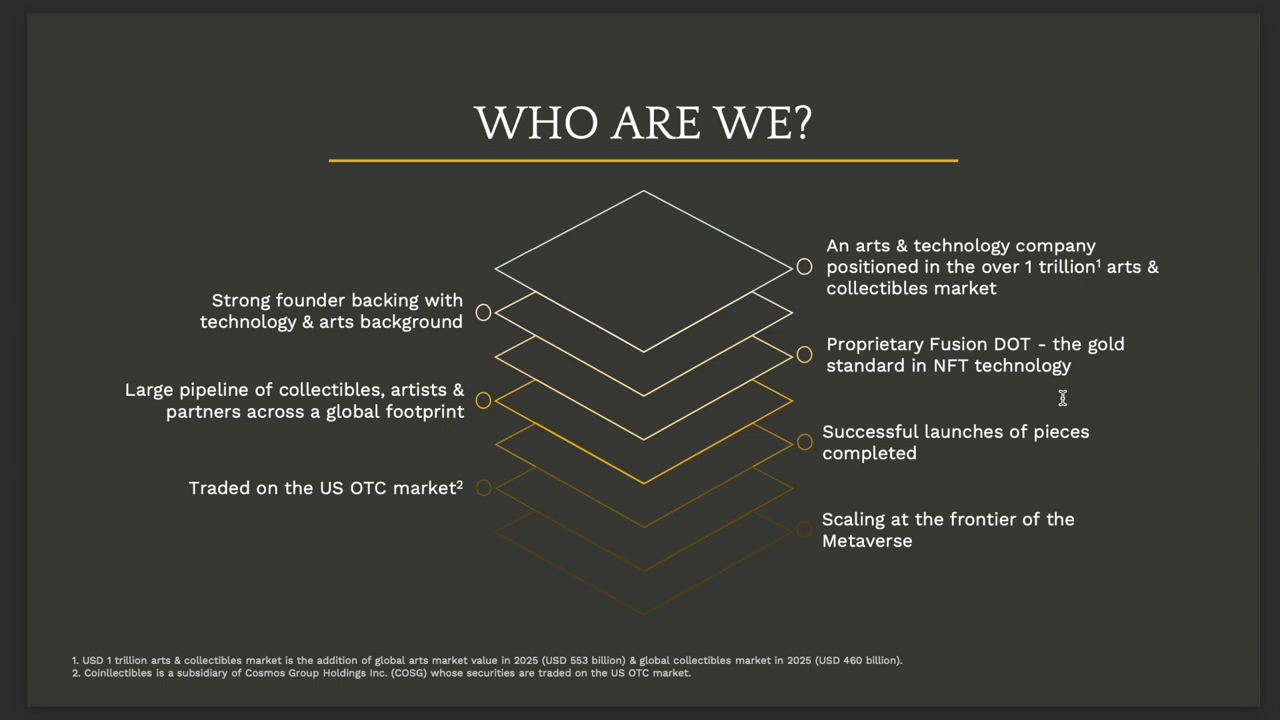 WHO ARE WE?
An arts & technology company
positioned in the over 1 trillion¹ arts &
collectibles market
Strong founder backing with
technology & arts background
Proprietary Fusion DOT - the gold
standard in NFT technology
Large pipeline of collectibles, artists &
partners across a global footprint
Successful launches of pieces
completed
Traded on the US OTC market²
Scaling at the frontier of the
Metaverse
1. USD 1 trillion arts & collectibles market is the addition of global arts market value in 2025 (USD 553 billion) & global collectibles market in 2025 (USD 460 billion).
2. Coinllectibles is a subsidiary of Cosmos Group Holdings Inc. (COSG) whose securities are traded on the US OTC market.